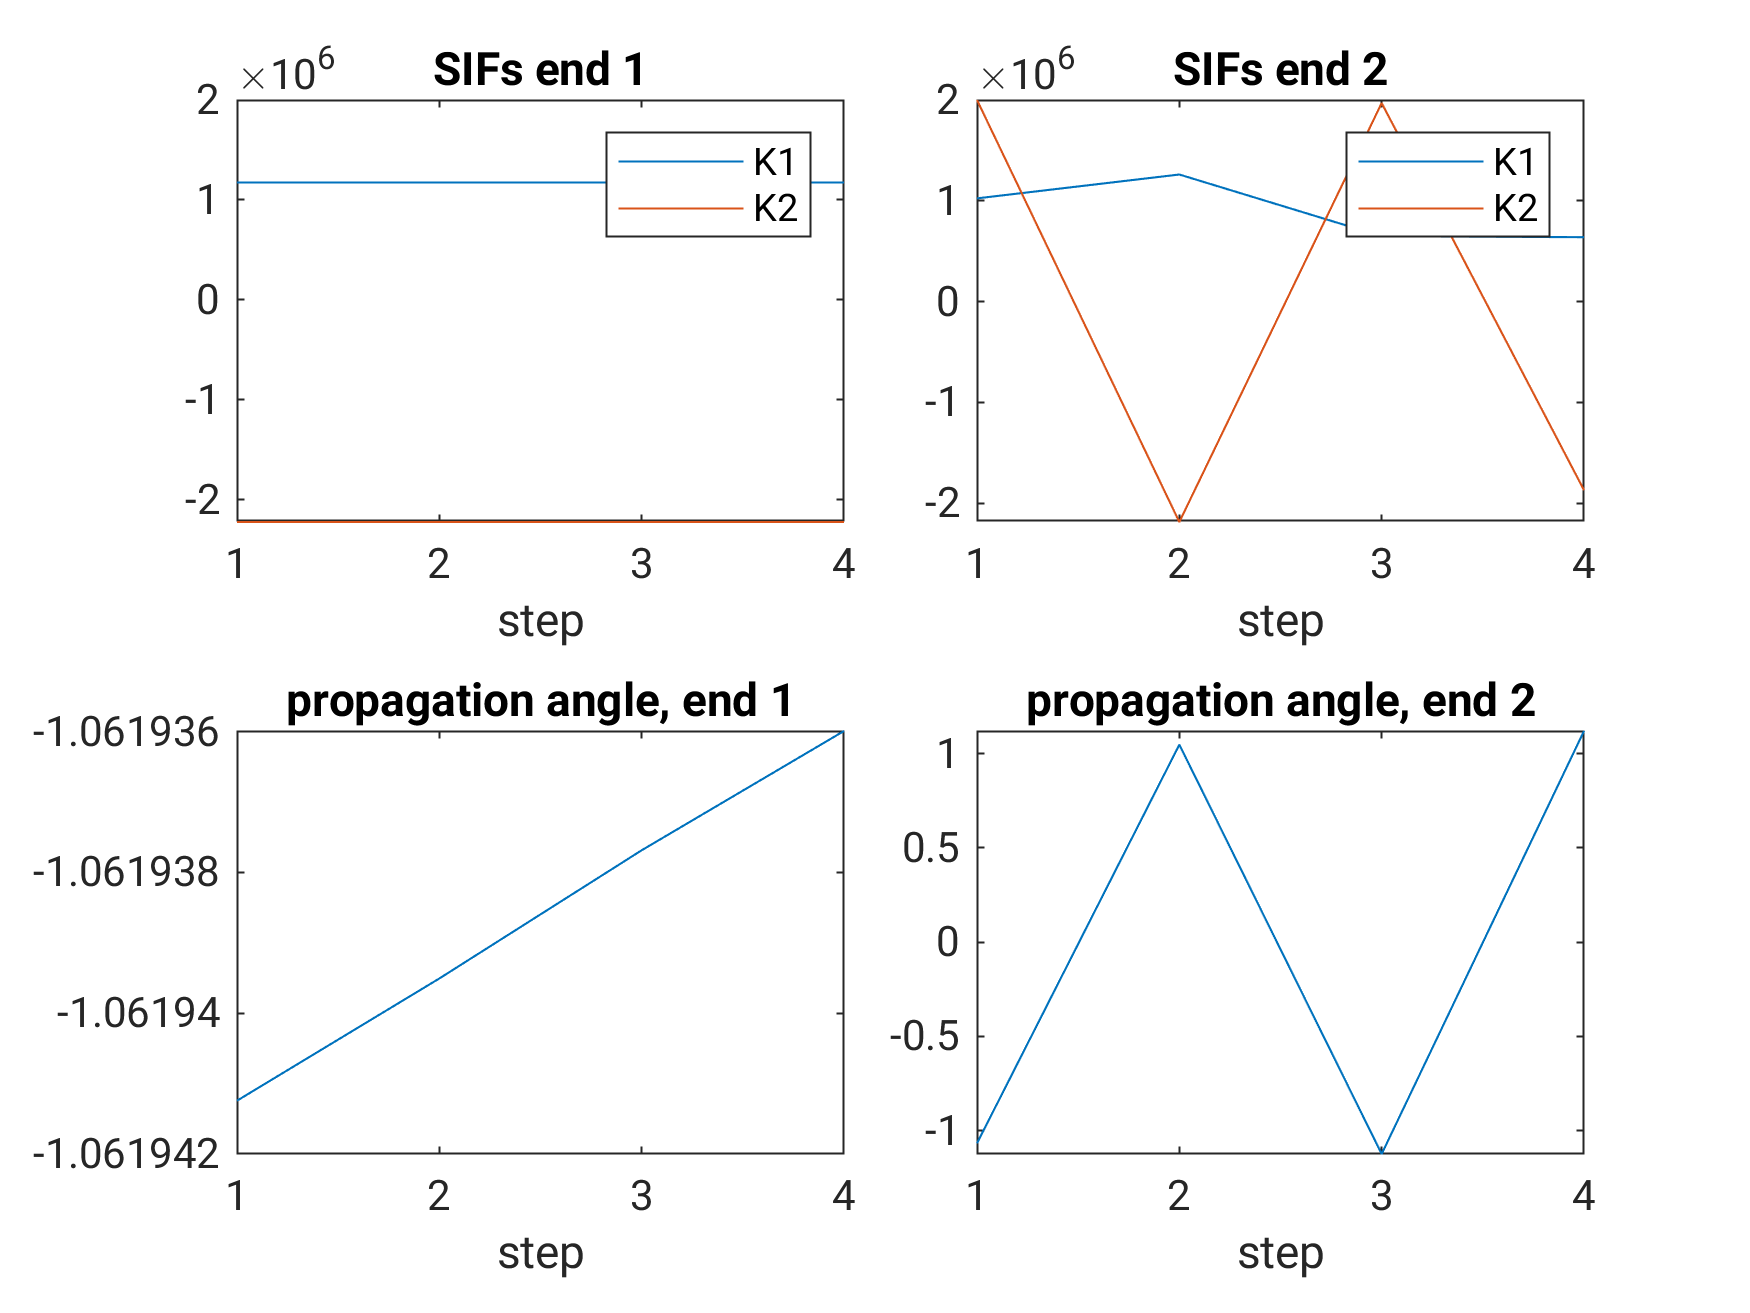 ×10^6 SIFs end 1
2
1
0
-1
-2
K1
K2
1 2 3 4
step
×10^6 SIFs end 2
2
1
0
-1
-2
K1
K2
1 2 3 4
step
propagation angle, end 1
-1.061936
-1.061938
-1.06194
-1.061942
1 2 3 4
step
propagation angle, end 2
1
0.5
0
-0.5
-1
1 2 3 4
step